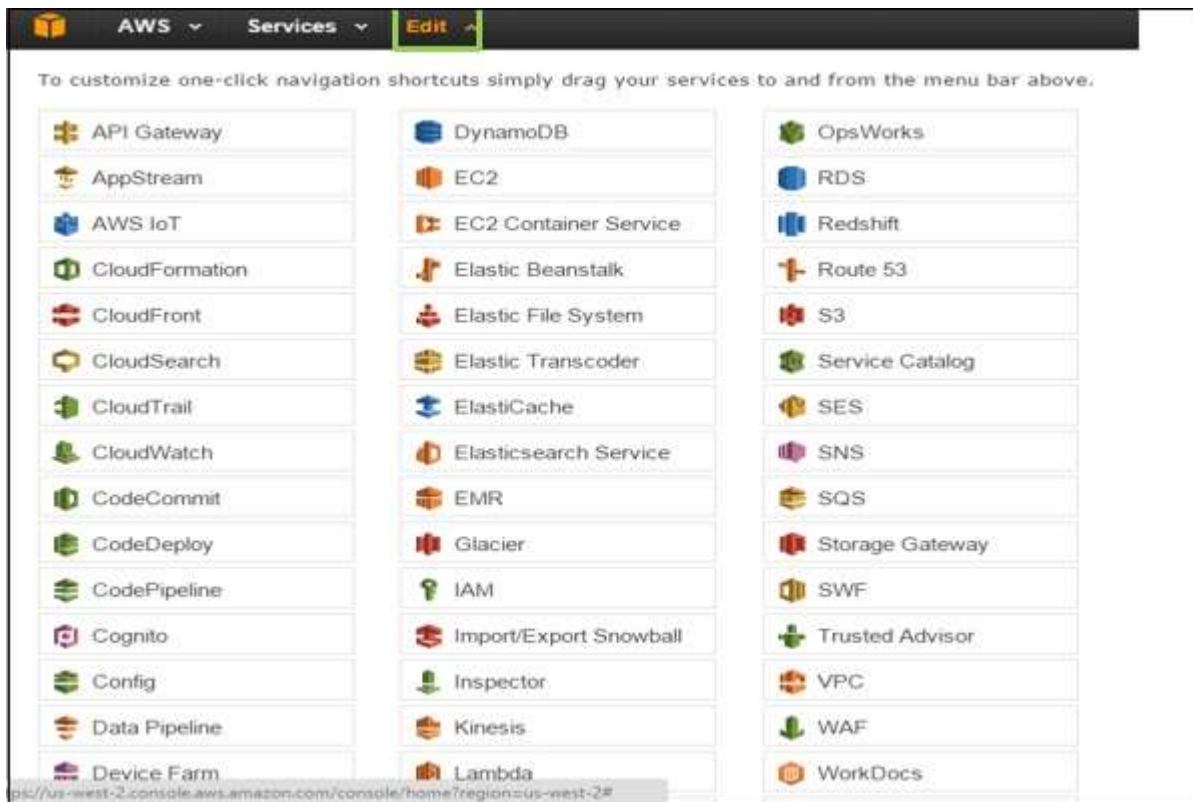 AWS Services Edit
To customize one-click navigation shortcuts simply drag your services to and from the menu bar above.
API Gateway DynamoDB OpsWorks
AppStream EC2 RDS
AWS IoT EC2 Container Service Redshift
CloudFormation Elastic Beanstalk Route 53
CloudFront Elastic File System S3
CloudSearch Elastic Transcoder Service Catalog
CloudTrail ElastiCache SES
CloudWatch Elasticsearch Service SNS
CodeCommit EMR SQS
CodeDeploy Glacier Storage Gateway
CodePipeline IAM SWF
Cognito Import/Export Snowball Trusted Advisor
Config Inspector VPC
Data Pipeline Kinesis WAF
Device Farm Lambda WorkDocs
ps://us-west-2.console.aws.amazon.com/console/home?region=us-west-2#